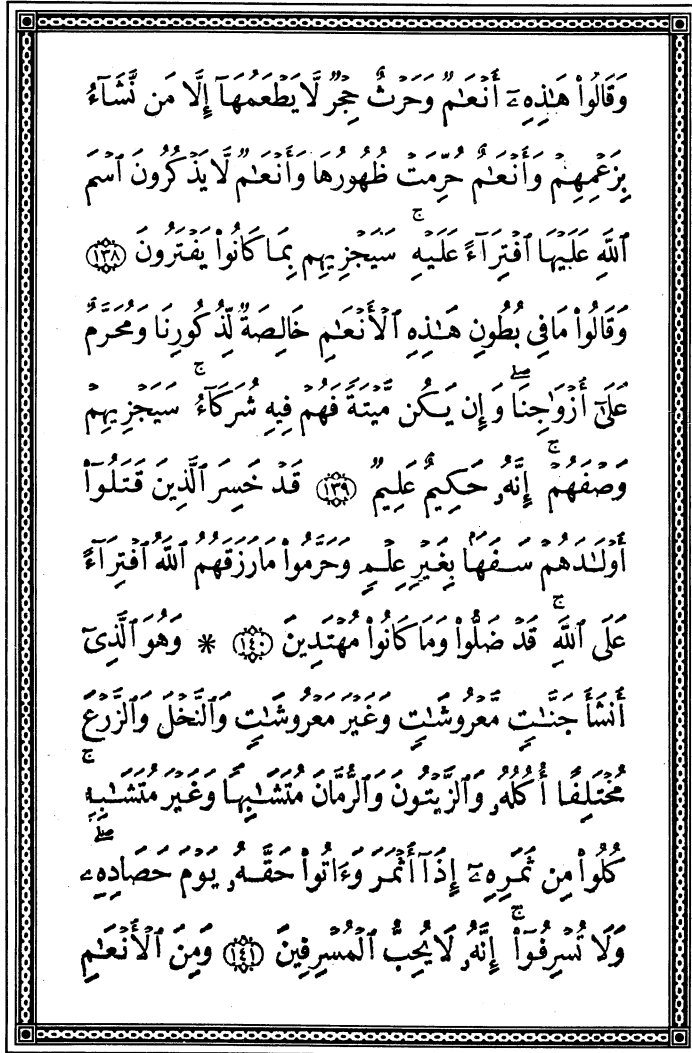 وَقَالُوا۟ هَـٰذِهِۦٓ أَنْعَـٰمٌۭ وَحَرْثٌ حِجْرٌۭ لَّا يَطْعَمُهَآ إِلَّا مَن نَّشَآءُ
بِزَعْمِهِمْ وَأَنْعَـٰمٌ حُرِّمَتْ ظُهُورُهَا وَأَنْعَـٰمٌۭ لَّا يَذْكُرُونَ ٱسْمَ
ٱللَّهِ عَلَيْهَا ٱفْتِرَآءً عَلَيْهِ ۚ سَيَجْزِيهِم بِمَا كَانُوا۟ يَفْتَرُونَ ١٣٨
وَقَالُوا۟ مَا فِى بُطُونِ هَـٰذِهِ ٱلْأَنْعَـٰمِ خَالِصَةٌۭ لِّذُكُورِنَا وَمُحَرَّمٌ
عَلَىٰٓ أَزْوَٰجِنَا ۖ وَإِن يَكُن مَّيْتَةًۭ فَهُمْ فِيهِ شُرَكَآءُ ۚ سَيَجْزِيهِمْ
وَصْفَهُمْ ۚ إِنَّهُۥ حَكِيمٌ عَلِيمٌۭ ١٣٩ قَدْ خَسِرَ ٱلَّذِينَ قَتَلُوٓا۟
أَوْلَـٰدَهُمْ سَفَهًۢا بِغَيْرِ عِلْمٍۢ وَحَرَّمُوا۟ مَا رَزَقَهُمُ ٱللَّهُ ٱفْتِرَآءً
عَلَى ٱللَّهِ ۚ قَدْ ضَلُّوا۟ وَمَا كَانُوا۟ مُهْتَدِينَ ١٤٠ * وَهُوَ ٱلَّذِىٓ
أَنشَأَ جَنَّـٰتٍۢ مَّعْرُوشَـٰتٍۢ وَغَيْرَ مَعْرُوشَـٰتٍۢ وَٱلنَّخْلَ وَٱلزَّرْعَ
مُخْتَلِفًا أُكُلُهُۥ وَٱلزَّيْتُونَ وَٱلرُّمَّانَ مُتَشَـٰبِهًۭا وَغَيْرَ مُتَشَـٰبِهٍۢ ۚ
كُلُوا۟ مِن ثَمَرِهِۦٓ إِذَآ أَثْمَرَ وَءَاتُوا۟ حَقَّهُۥ يَوْمَ حَصَادِهِۦ ۖ
وَلَا تُسْرِفُوٓا۟ ۚ إِنَّهُۥ لَا يُحِبُّ ٱلْمُسْرِفِينَ ١٤١ وَمِنَ ٱلْأَنْعَـٰمِ